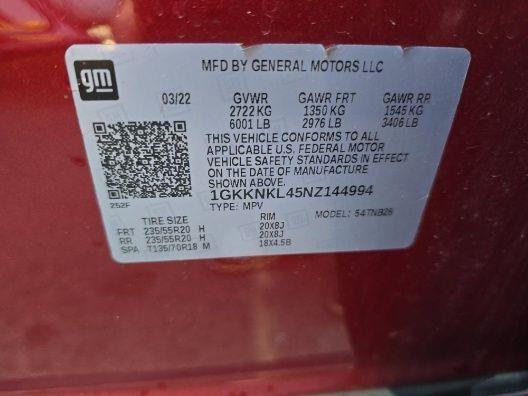 gm
MFD BY GENERAL MOTORS LLC
03/22 GVWR GAWR FRT GAWR RR
2722 KG 1350 KG 1545 KG
6001 LB 2976 LB 3406 LB
THIS VEHICLE CONFORMS TO ALL
APPLICABLE U.S. FEDERAL MOTOR
VEHICLE SAFETY STANDARDS IN EFFECT
ON THE DATE OF MANUFACTURE
SHOWN ABOVE.
1GKKNKL45NZ144994
252F TYPE: MPV MODEL: 54TNB26
TIRE SIZE RIM
FRT 235/55R20 H 20X8J
RR 235/55R20 H 20X8J
SPA T135/70R18 M 18X4.5B